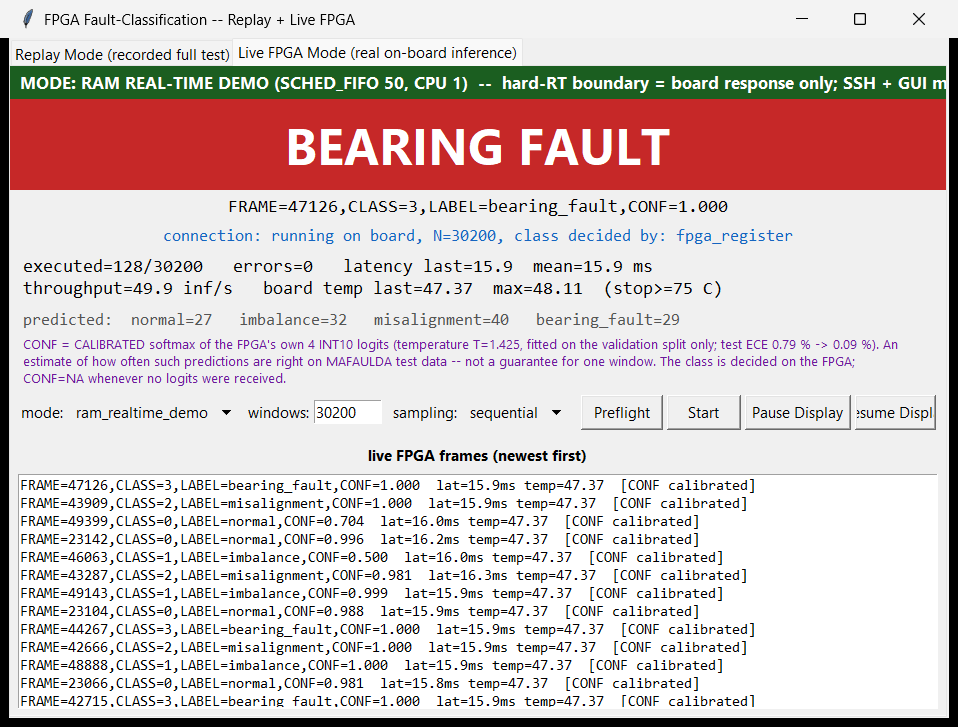 FPGA Fault-Classification -- Replay + Live FPGA
Replay Mode (recorded full test) Live FPGA Mode (real on-board inference)
MODE: RAM REAL-TIME DEMO (SCHED_FIFO 50, CPU 1) -- hard-RT boundary = board response only; SSH + GUI m
BEARING FAULT
FRAME=47126,CLASS=3,LABEL=bearing_fault,CONF=1.000
connection: running on board, N=30200, class decided by: fpga_register
executed=128/30200 errors=0 latency last=15.9 mean=15.9 ms
throughput=49.9 inf/s board temp last=47.37 max=48.11 (stop>=75 C)
predicted: normal=27 imbalance=32 misalignment=40 bearing_fault=29
CONF = CALIBRATED softmax of the FPGA's own 4 INT10 logits (temperature T=1.425, fitted on the validation split only; test ECE 0.79 % -> 0.09 %). An
estimate of how often such predictions are right on MAFAULDA test data -- not a guarantee for one window. The class is decided on the FPGA;
CONF=NA whenever no logits were received.
mode: ram_realtime_demo windows: 30200 sampling: sequential Preflight Start Pause Display esume Displ
live FPGA frames (newest first)
FRAME=47126,CLASS=3,LABEL=bearing_fault,CONF=1.000 lat=15.9ms temp=47.37 [CONF calibrated]
FRAME=43909,CLASS=2,LABEL=misalignment,CONF=1.000 lat=15.9ms temp=47.37 [CONF calibrated]
FRAME=49399,CLASS=0,LABEL=normal,CONF=0.704 lat=16.0ms temp=47.37 [CONF calibrated]
FRAME=23142,CLASS=0,LABEL=normal,CONF=0.996 lat=16.2ms temp=47.37 [CONF calibrated]
FRAME=46063,CLASS=1,LABEL=imbalance,CONF=0.500 lat=16.0ms temp=47.37 [CONF calibrated]
FRAME=43287,CLASS=2,LABEL=misalignment,CONF=0.981 lat=16.3ms temp=47.37 [CONF calibrated]
FRAME=49143,CLASS=1,LABEL=imbalance,CONF=0.999 lat=15.9ms temp=47.37 [CONF calibrated]
FRAME=23104,CLASS=0,LABEL=normal,CONF=0.988 lat=15.9ms temp=47.37 [CONF calibrated]
FRAME=44267,CLASS=3,LABEL=bearing_fault,CONF=1.000 lat=15.9ms temp=47.37 [CONF calibrated]
FRAME=42666,CLASS=2,LABEL=misalignment,CONF=1.000 lat=15.9ms temp=47.37 [CONF calibrated]
FRAME=48888,CLASS=1,LABEL=imbalance,CONF=1.000 lat=15.9ms temp=47.37 [CONF calibrated]
FRAME=23066,CLASS=0,LABEL=normal,CONF=0.981 lat=15.8ms temp=47.37 [CONF calibrated]
FRAME=42715,CLASS=3,LABEL=bearing_fault,CONF=1.000 lat=15.9ms temp=47.37 [CONF calibrated]